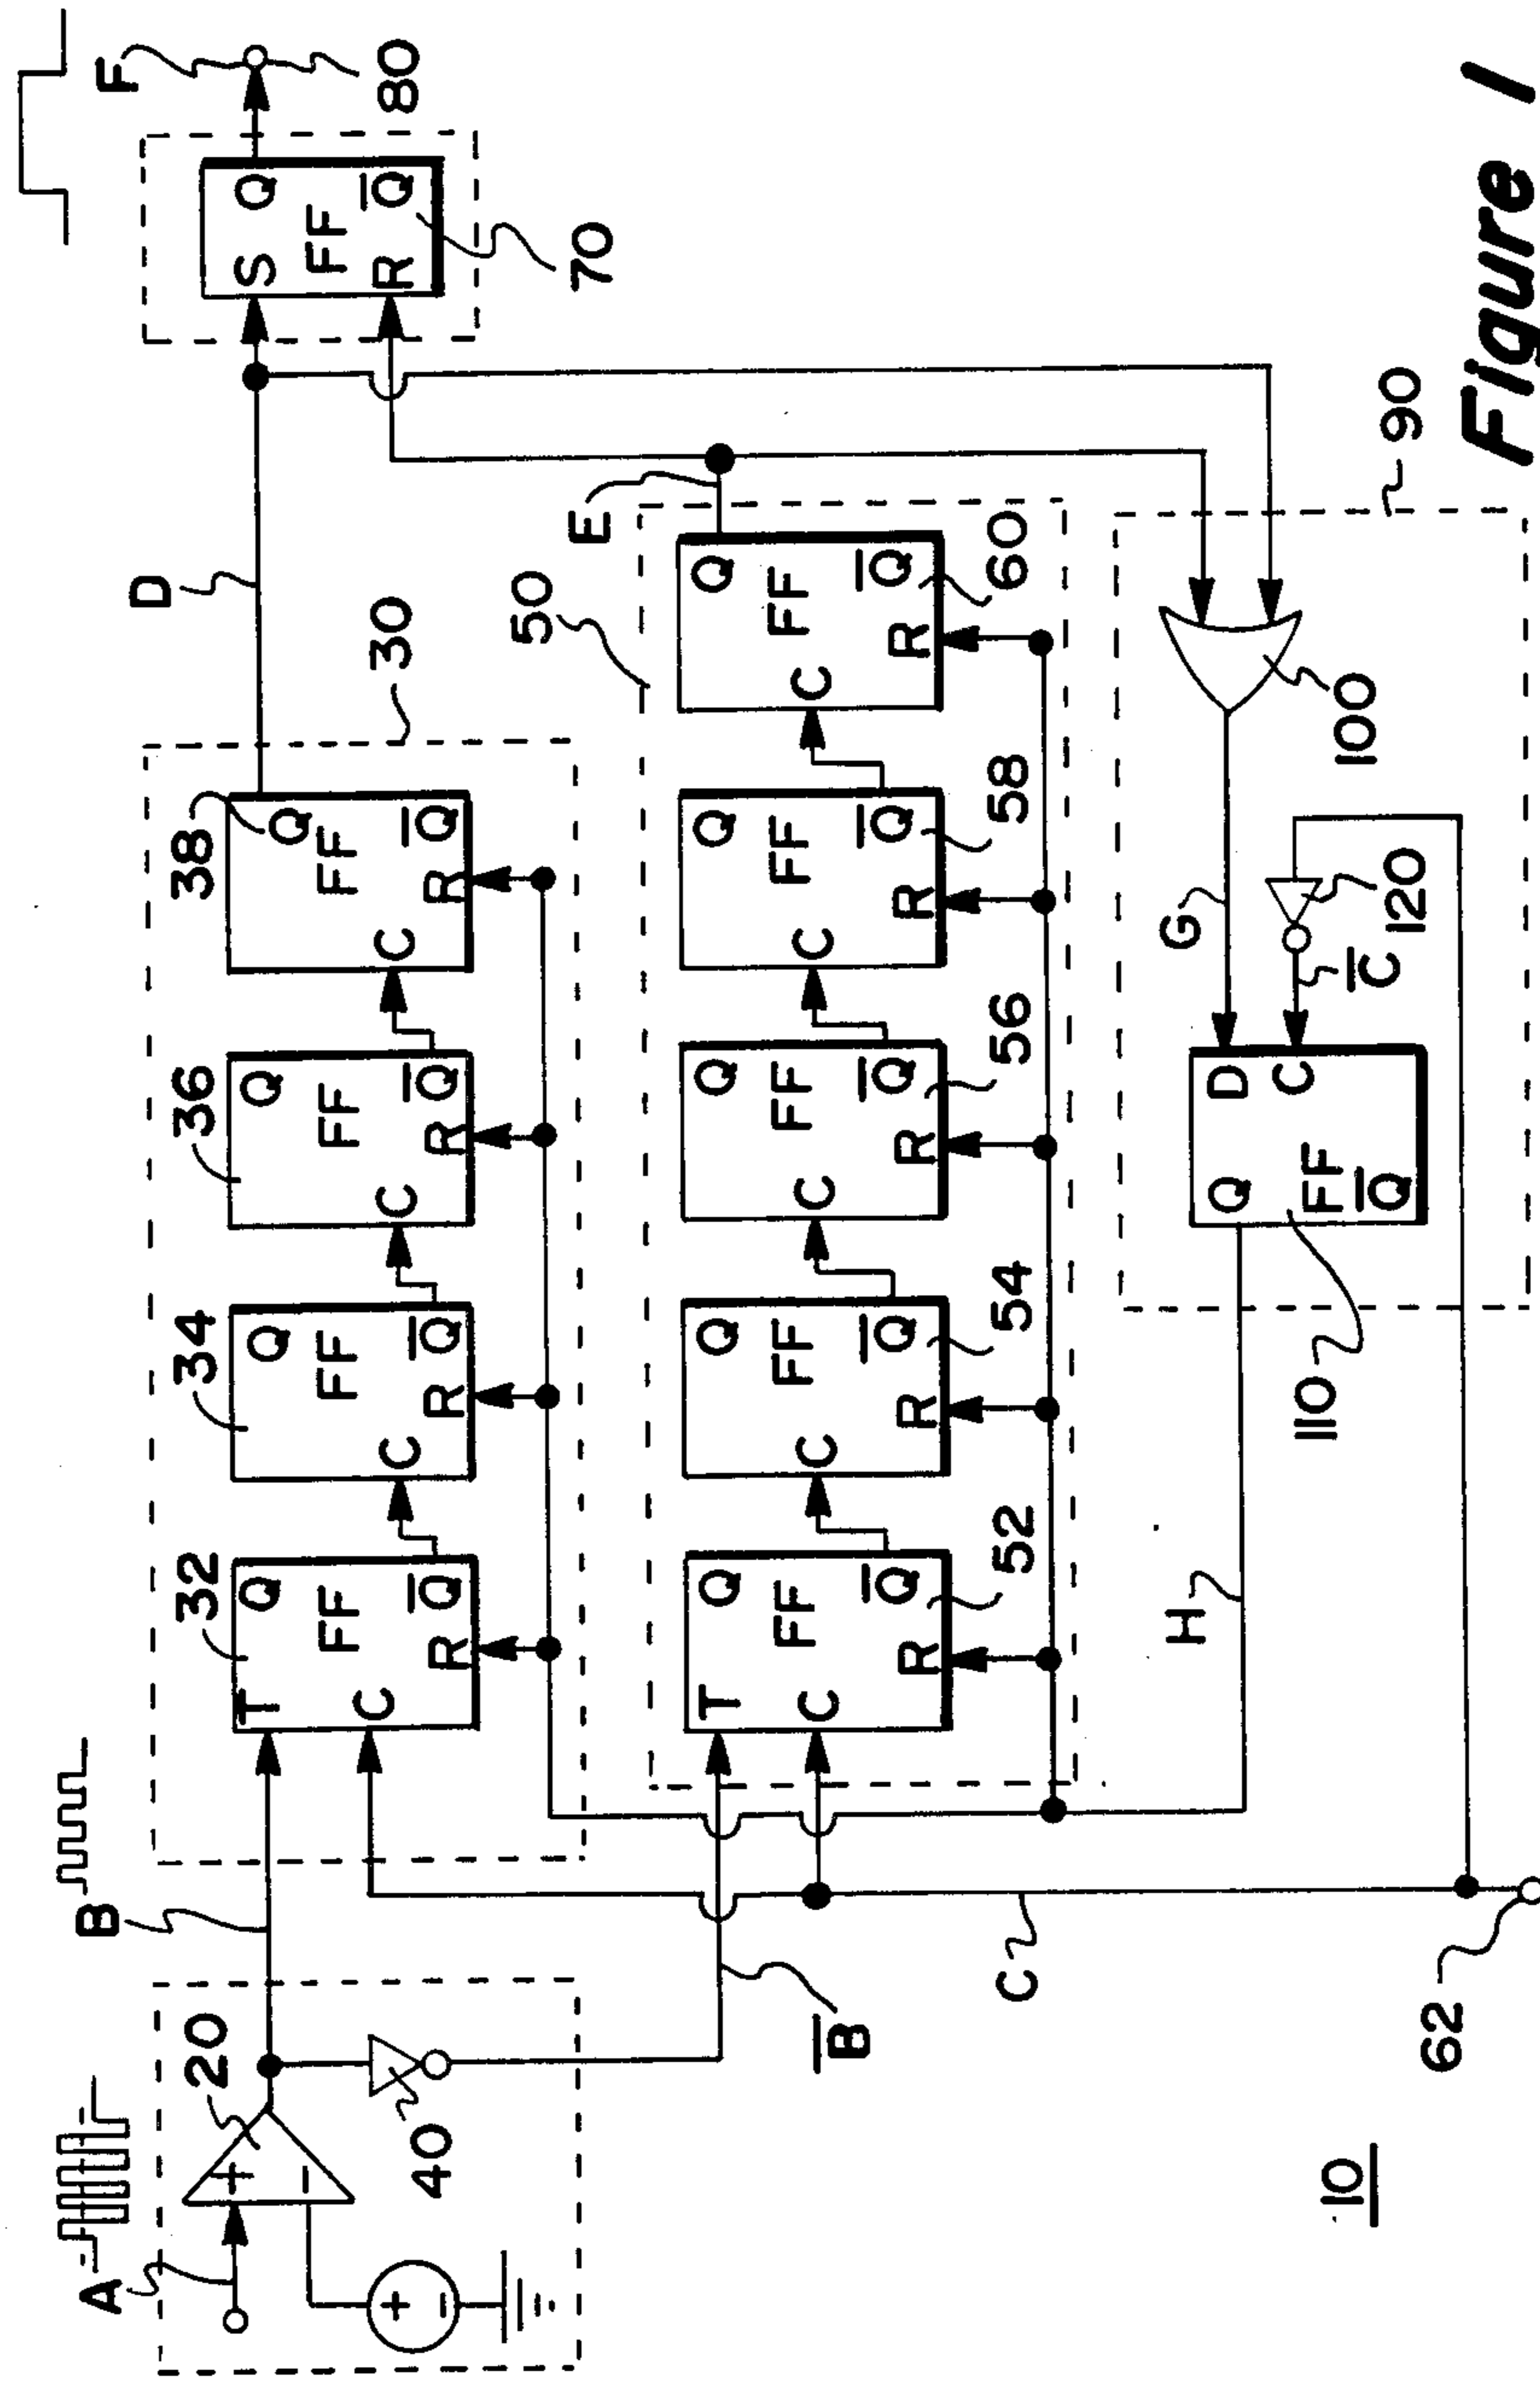 A
+
−
20
40
+
−
B
B̅
T
Q
FF
C
Q̅
R
32
34
Q
FF
C
Q̅
R
36
Q
FF
C
Q̅
R
38
Q
FF
C
Q̅
R
30
D
S
Q
FF
R
Q̅
70
F
80
50
E
T
Q
FF
C
Q̅
R
52
Q
FF
C
Q̅
R
54
Q
FF
C
Q̅
R
56
Q
FF
C
Q̅
R
58
Q
FF
C
Q̅
R
60
C
62
H
Q
D
FF
C
Q̅
110
G
C̅
120
100
90
10
Figure 1